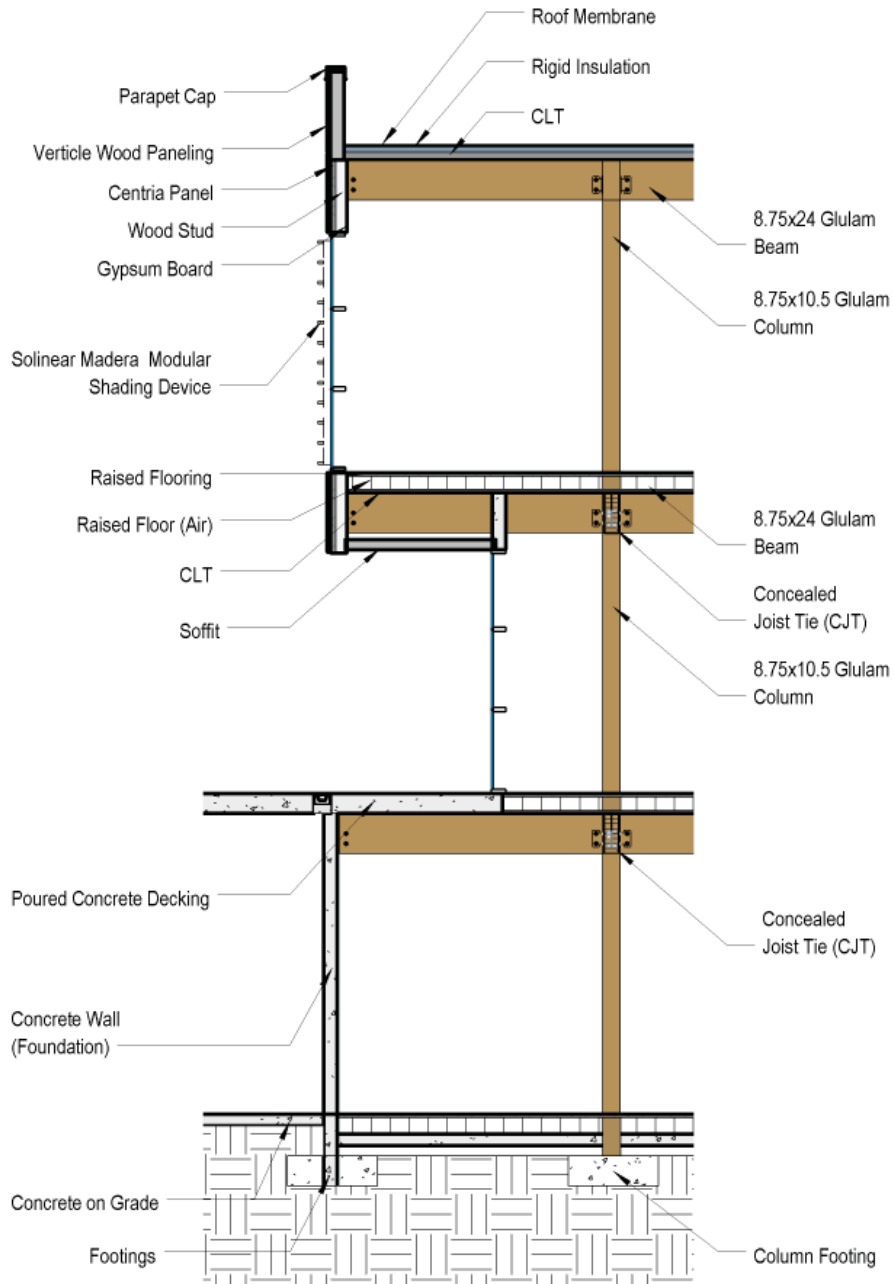 Roof Membrane
Rigid Insulation
CLT
Parapet Cap
Verticle Wood Paneling
Centria Panel
Wood Stud
Gypsum Board
Solinear Madera Modular
Shading Device
8.75x24 Glulam
Beam
8.75x10.5 Glulam
Column
Raised Flooring
Raised Floor (Air)
CLT
Soffit
8.75x24 Glulam
Beam
Concealed
Joist Tie (CJT)
8.75x10.5 Glulam
Column
Poured Concrete Decking
Concrete Wall
(Foundation)
Concealed
Joist Tie (CJT)
Concrete on Grade
Footings
Column Footing